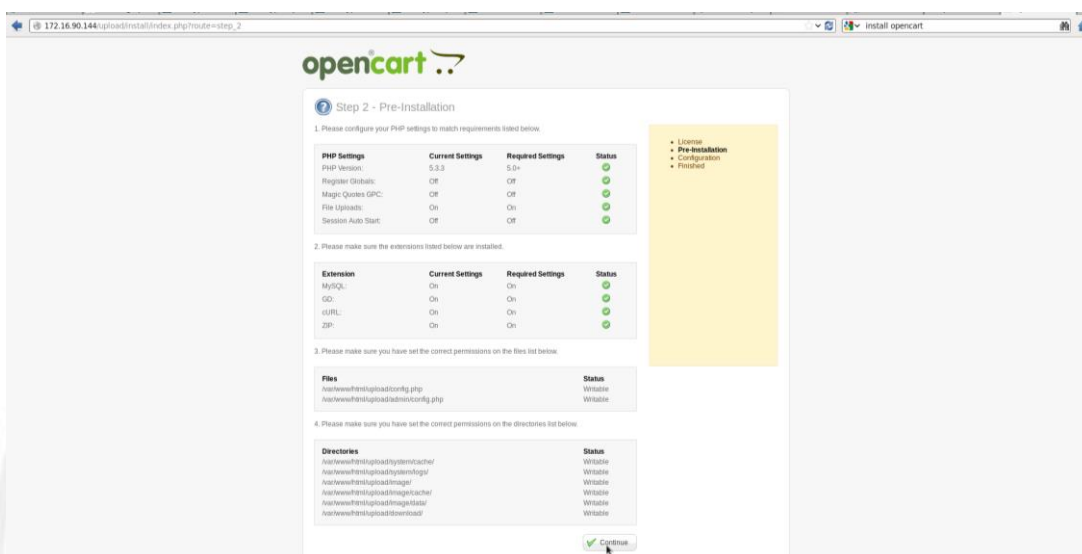 172.16.90.144/upload/install/index.php?route=step_2
install opencart
opencart
Step 2 - Pre-Installation
1. Please configure your PHP settings to match requirements listed below.
PHP Settings Current Settings Required Settings Status
PHP Version: 5.3.3 5.0+
Register Globals: Off Off
Magic Quotes GPC: Off Off
File Uploads: On On
Session Auto Start: Off Off
2. Please make sure the extensions listed below are installed.
Extension Current Settings Required Settings Status
MySQL: On On
GD: On On
cURL: On On
ZIP: On On
3. Please make sure you have set the correct permissions on the files list below.
Files Status
/var/www/html/upload/config.php Writable
/var/www/html/upload/admin/config.php Writable
4. Please make sure you have set the correct permissions on the directories list below.
Directories Status
/var/www/html/upload/system/cache/ Writable
/var/www/html/upload/system/logs/ Writable
/var/www/html/upload/image/ Writable
/var/www/html/upload/image/cache/ Writable
/var/www/html/upload/image/data/ Writable
/var/www/html/upload/download/ Writable
Continue
License
Pre-Installation
Configuration
Finished